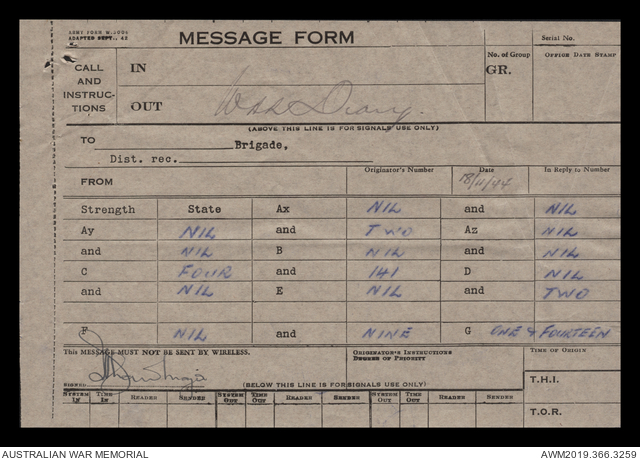 ARMY FORM W.3006
ADAPTED SEPT., 42
MESSAGE FORM
Serial No.
CALL
AND
INSTRUC-
TIONS
IN
OUT
War Diary
No. of Group
GR.
OFFICE DATE STAMP
(ABOVE THIS LINE IS FOR SIGNALS' USE ONLY)
TO
Brigade,
Dist. rec.
FROM
Originator's Number
Date
18/11/44
In Reply to Number
Strength State Ax NIL and NIL
Ay NIL and TWO Az NIL
and NIL B NIL and NIL
C FOUR and 141 D NIL
and NIL E NIL and TWO
F NIL and NINE G ONE & FOURTEEN
This MESSAGE MUST NOT BE SENT BY WIRELESS.
SIGNED
ORIGINATOR'S INSTRUCTIONS
DEGREE OF PRIORITY
TIME OF ORIGIN
(BELOW THIS LINE IS FOR SIGNALS USE ONLY)
T.H.I.
SYSTEM IN TIME IN READER SENDER SYSTEM OUT TIME OUT READER SENDER SYSTEM OUT TIME OUT READER SENDER
T.O.R.
AUSTRALIAN WAR MEMORIAL
AWM2019.366.3259